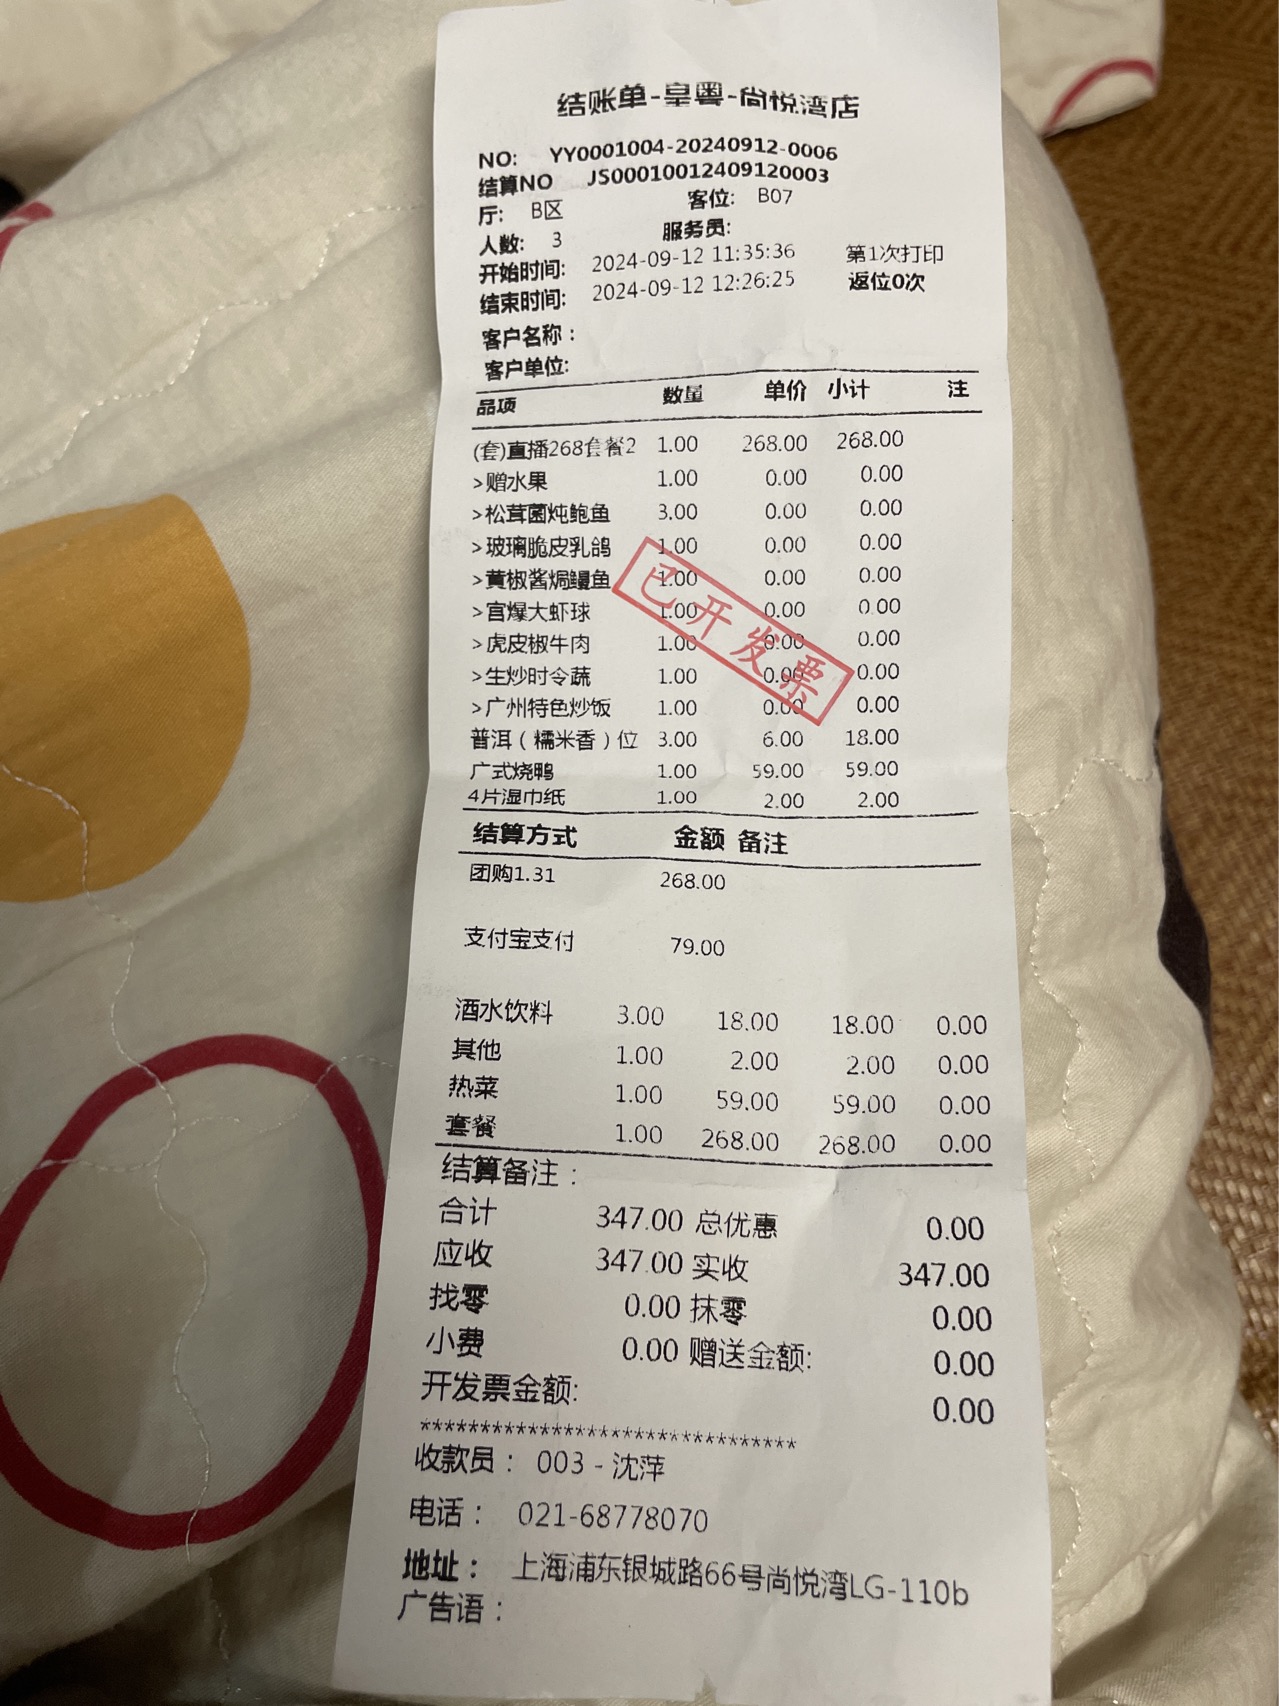 结账单-皇粤-尚悦湾店
NO: YY0001004-20240912-0006
结算NO JS00010012409120003
厅: B区 客位: B07
人数: 3 服务员:
开始时间: 2024-09-12 11:35:36 第1次打印
结束时间: 2024-09-12 12:26:25 返位0次
客户名称：
客户单位:
品项 数量 单价 小计 注
(套)直播268套餐2 1.00 268.00 268.00
>赠水果 1.00 0.00 0.00
>松茸菌炖鲍鱼 3.00 0.00 0.00
>玻璃脆皮乳鸽 1.00 0.00 0.00
>黄椒酱焗鳗鱼 1.00 0.00 0.00
>宫爆大虾球 1.00 0.00 0.00
>虎皮椒牛肉 1.00 0.00 0.00
>生炒时令蔬 1.00 0.00 0.00
>广州特色炒饭 1.00 0.00 0.00
已开发票
普洱（糯米香）位 3.00 6.00 18.00
广式烧鸭 1.00 59.00 59.00
4片湿巾纸 1.00 2.00 2.00
结算方式 金额 备注
团购1.31 268.00
支付宝支付 79.00
酒水饮料 3.00 18.00 18.00 0.00
其他 1.00 2.00 2.00 0.00
热菜 1.00 59.00 59.00 0.00
套餐 1.00 268.00 268.00 0.00
结算备注：
合计 347.00 总优惠 0.00
应收 347.00 实收 347.00
找零 0.00 抹零 0.00
小费 0.00 赠送金额: 0.00
开发票金额: 0.00
********************************
收款员： 003 - 沈萍
电话： 021-68778070
地址： 上海浦东银城路66号尚悦湾LG-110b
广告语：